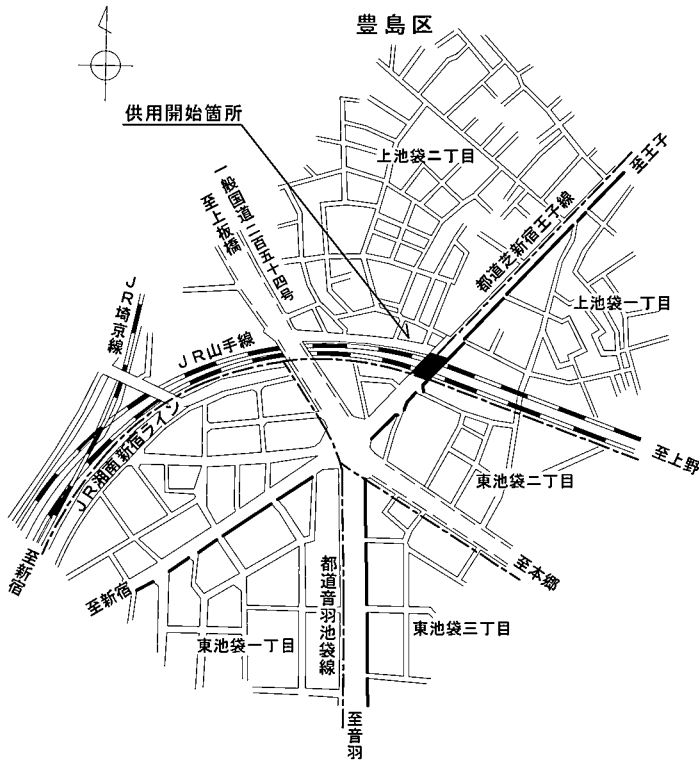 豊島区
供用開始箇所
上池袋二丁目
至王子
一般国道二百五十四号
至上板橋
都道芝新宿王子線
上池袋一丁目
JR埼京線
JR山手線
JR湘南新宿ライン
至上野
東池袋二丁目
至新宿
至本郷
至新宿
都道音羽池袋線
東池袋一丁目
東池袋三丁目
至音羽